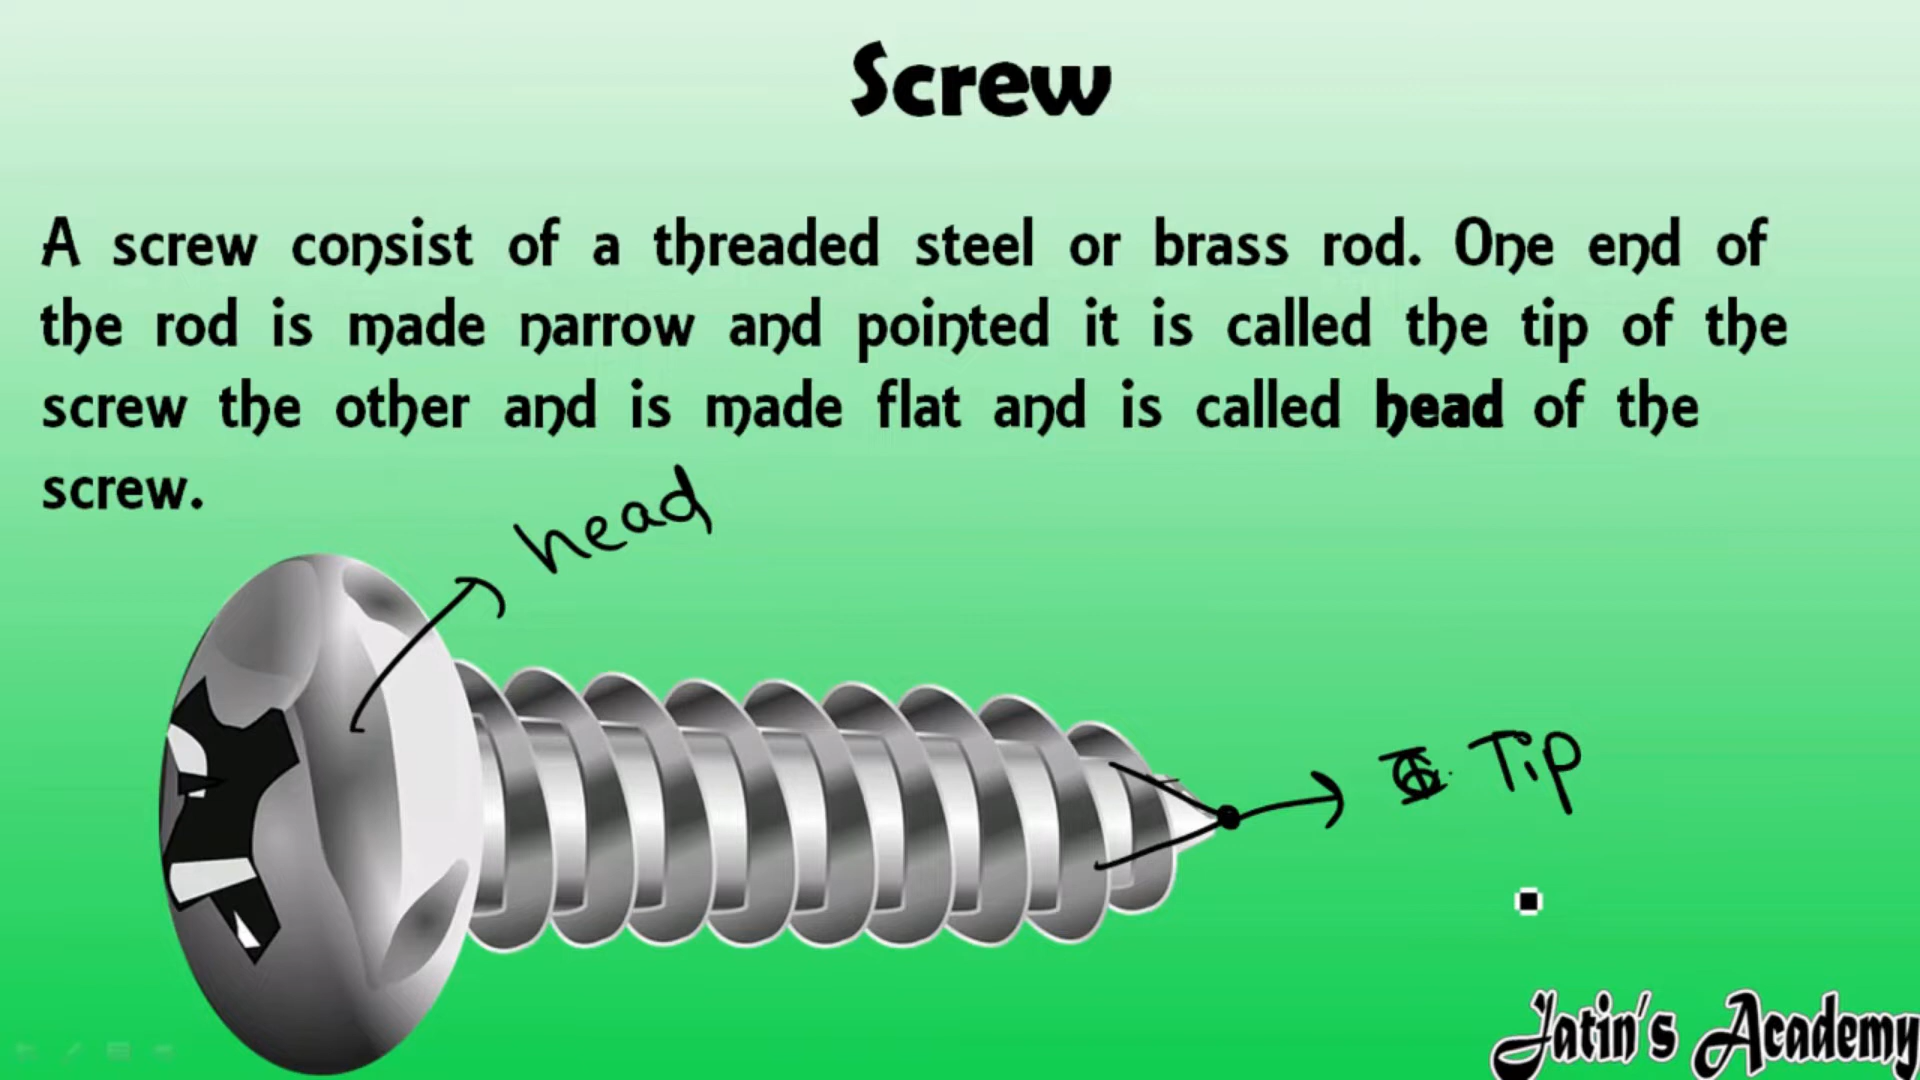 Screw
A screw consist of a threaded steel or brass rod. One end of
the rod is made narrow and pointed it is called the tip of the
screw the other and is made flat and is called head of the
screw.
head
Tip
Jatin's Academy